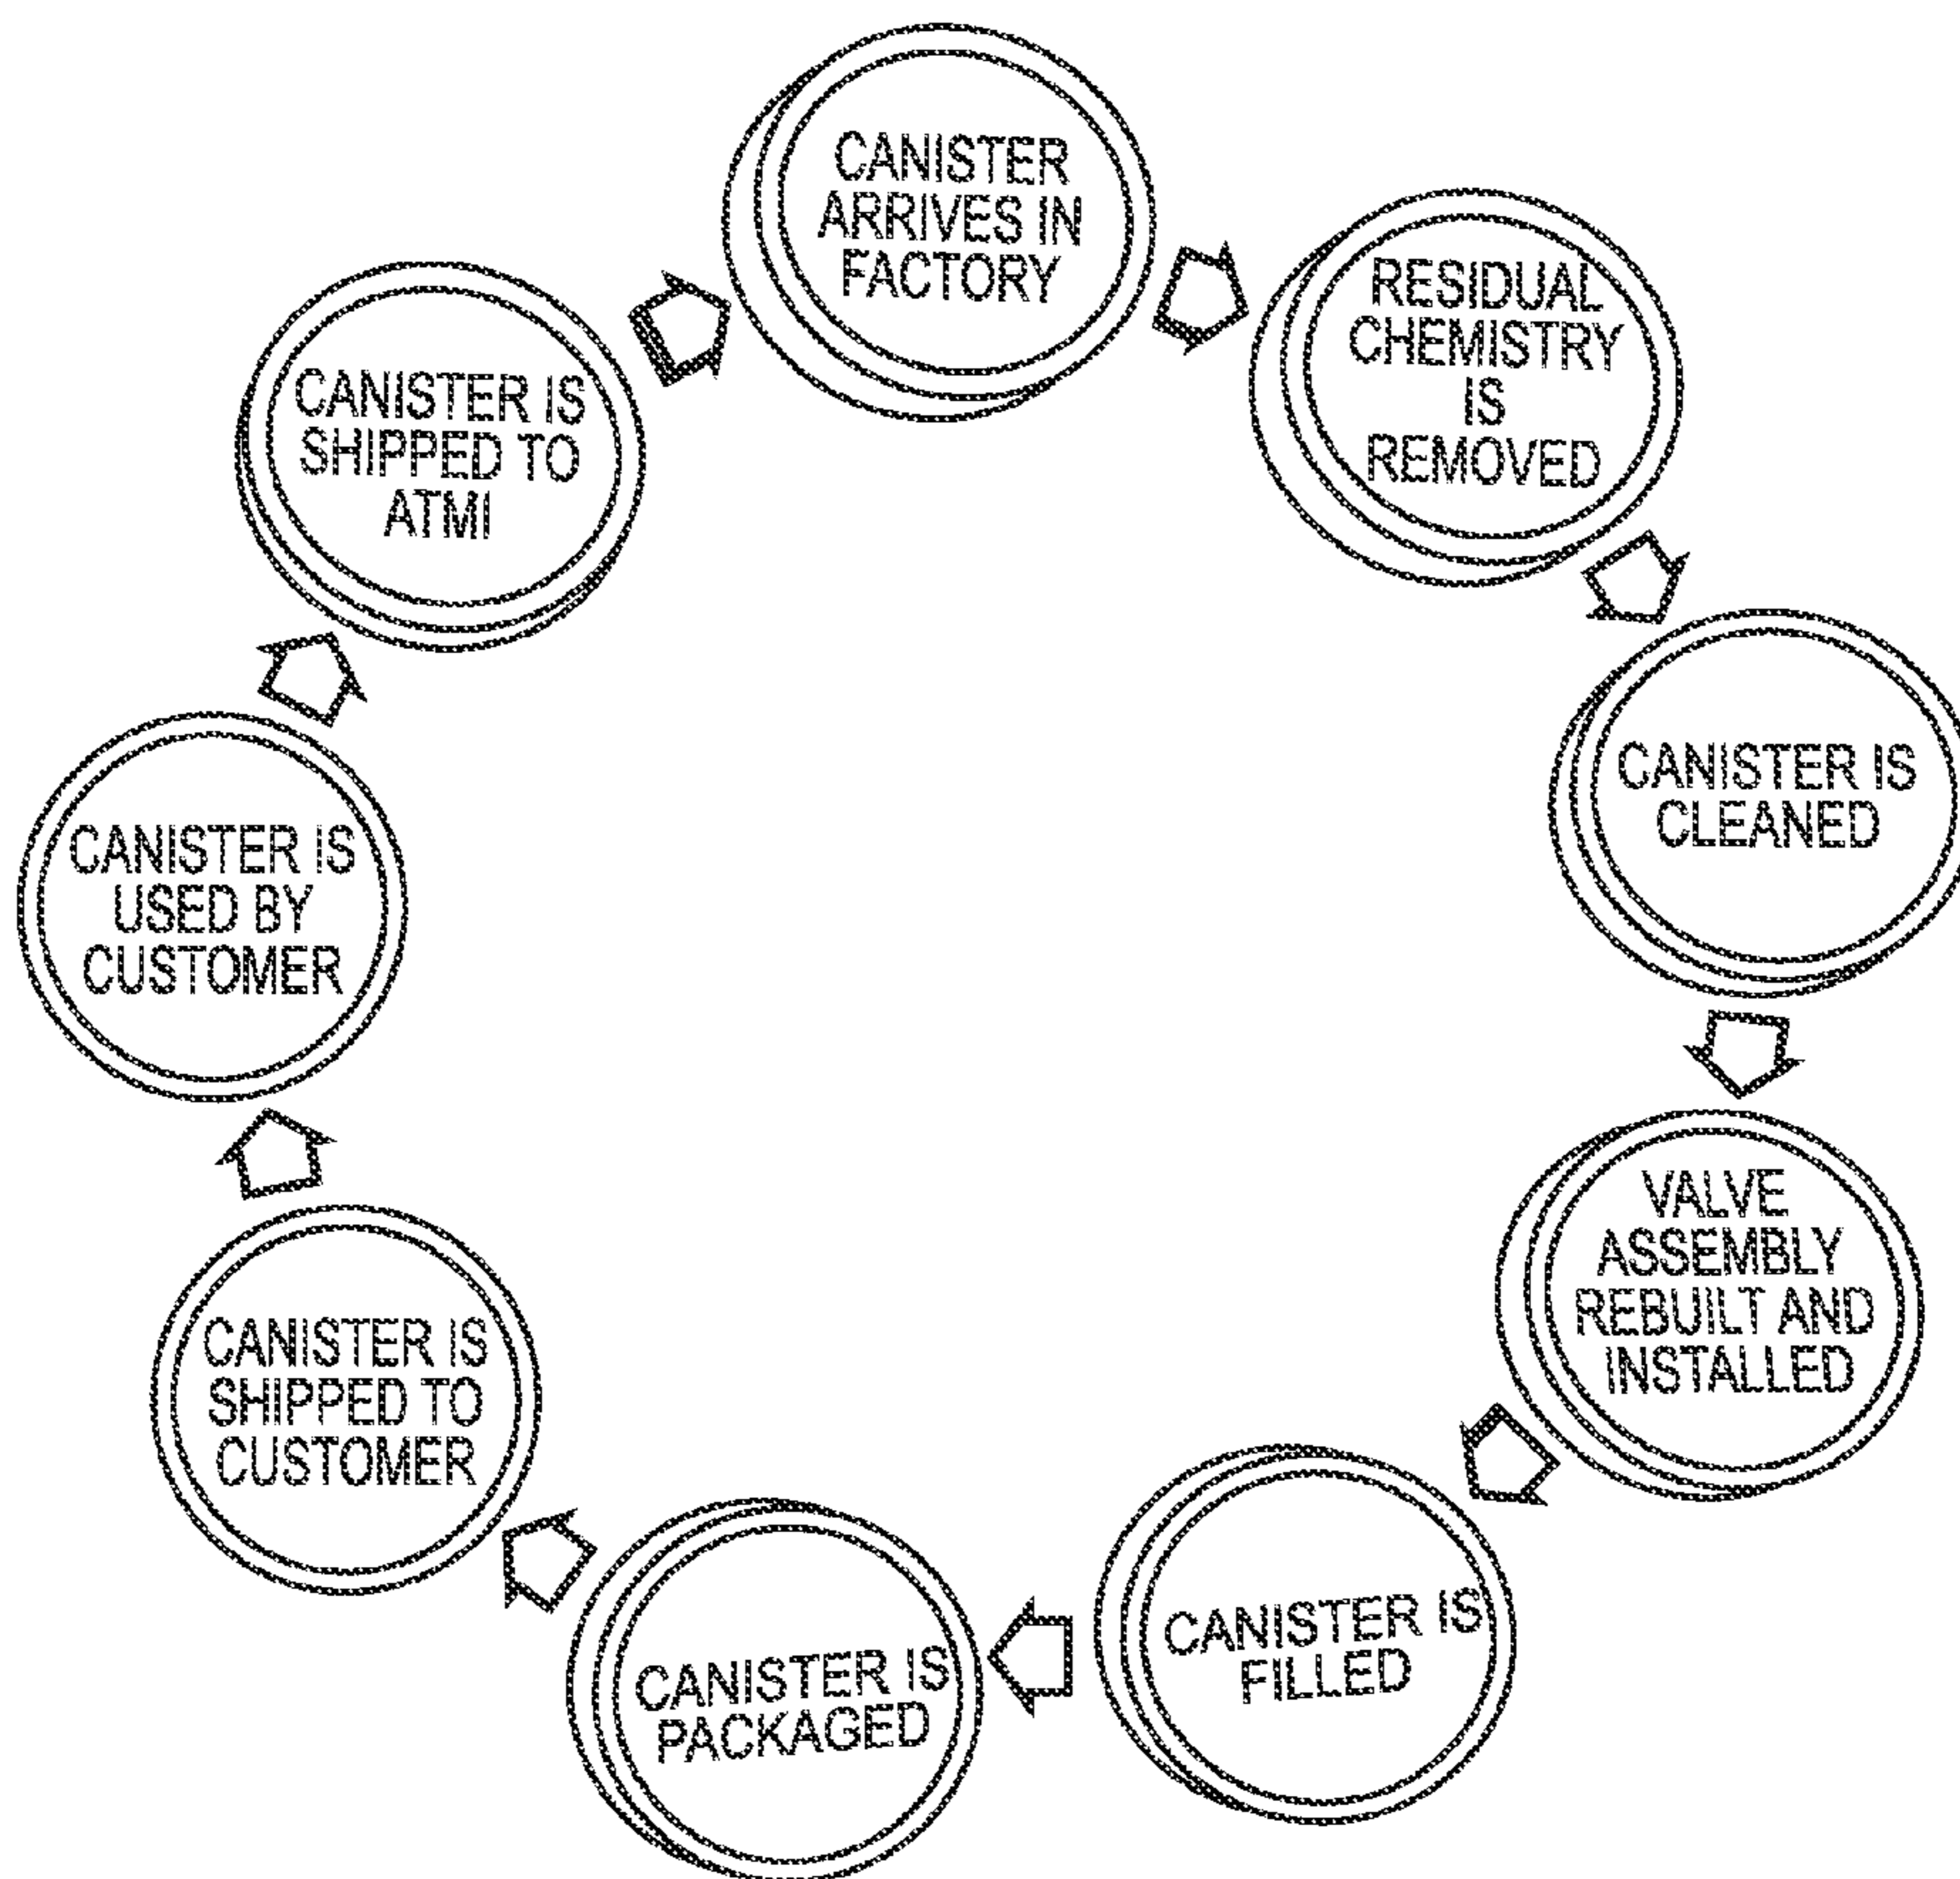 CANISTER
ARRIVES IN
FACTORY
RESIDUAL
CHEMISTRY
IS
REMOVED
CANISTER IS
CLEANED
VALVE
ASSEMBLY
REBUILT AND
INSTALLED
CANISTER IS
FILLED
CANISTER IS
PACKAGED
CANISTER IS
SHIPPED TO
CUSTOMER
CANISTER IS
USED BY
CUSTOMER
CANISTER IS
SHIPPED TO
ATMI